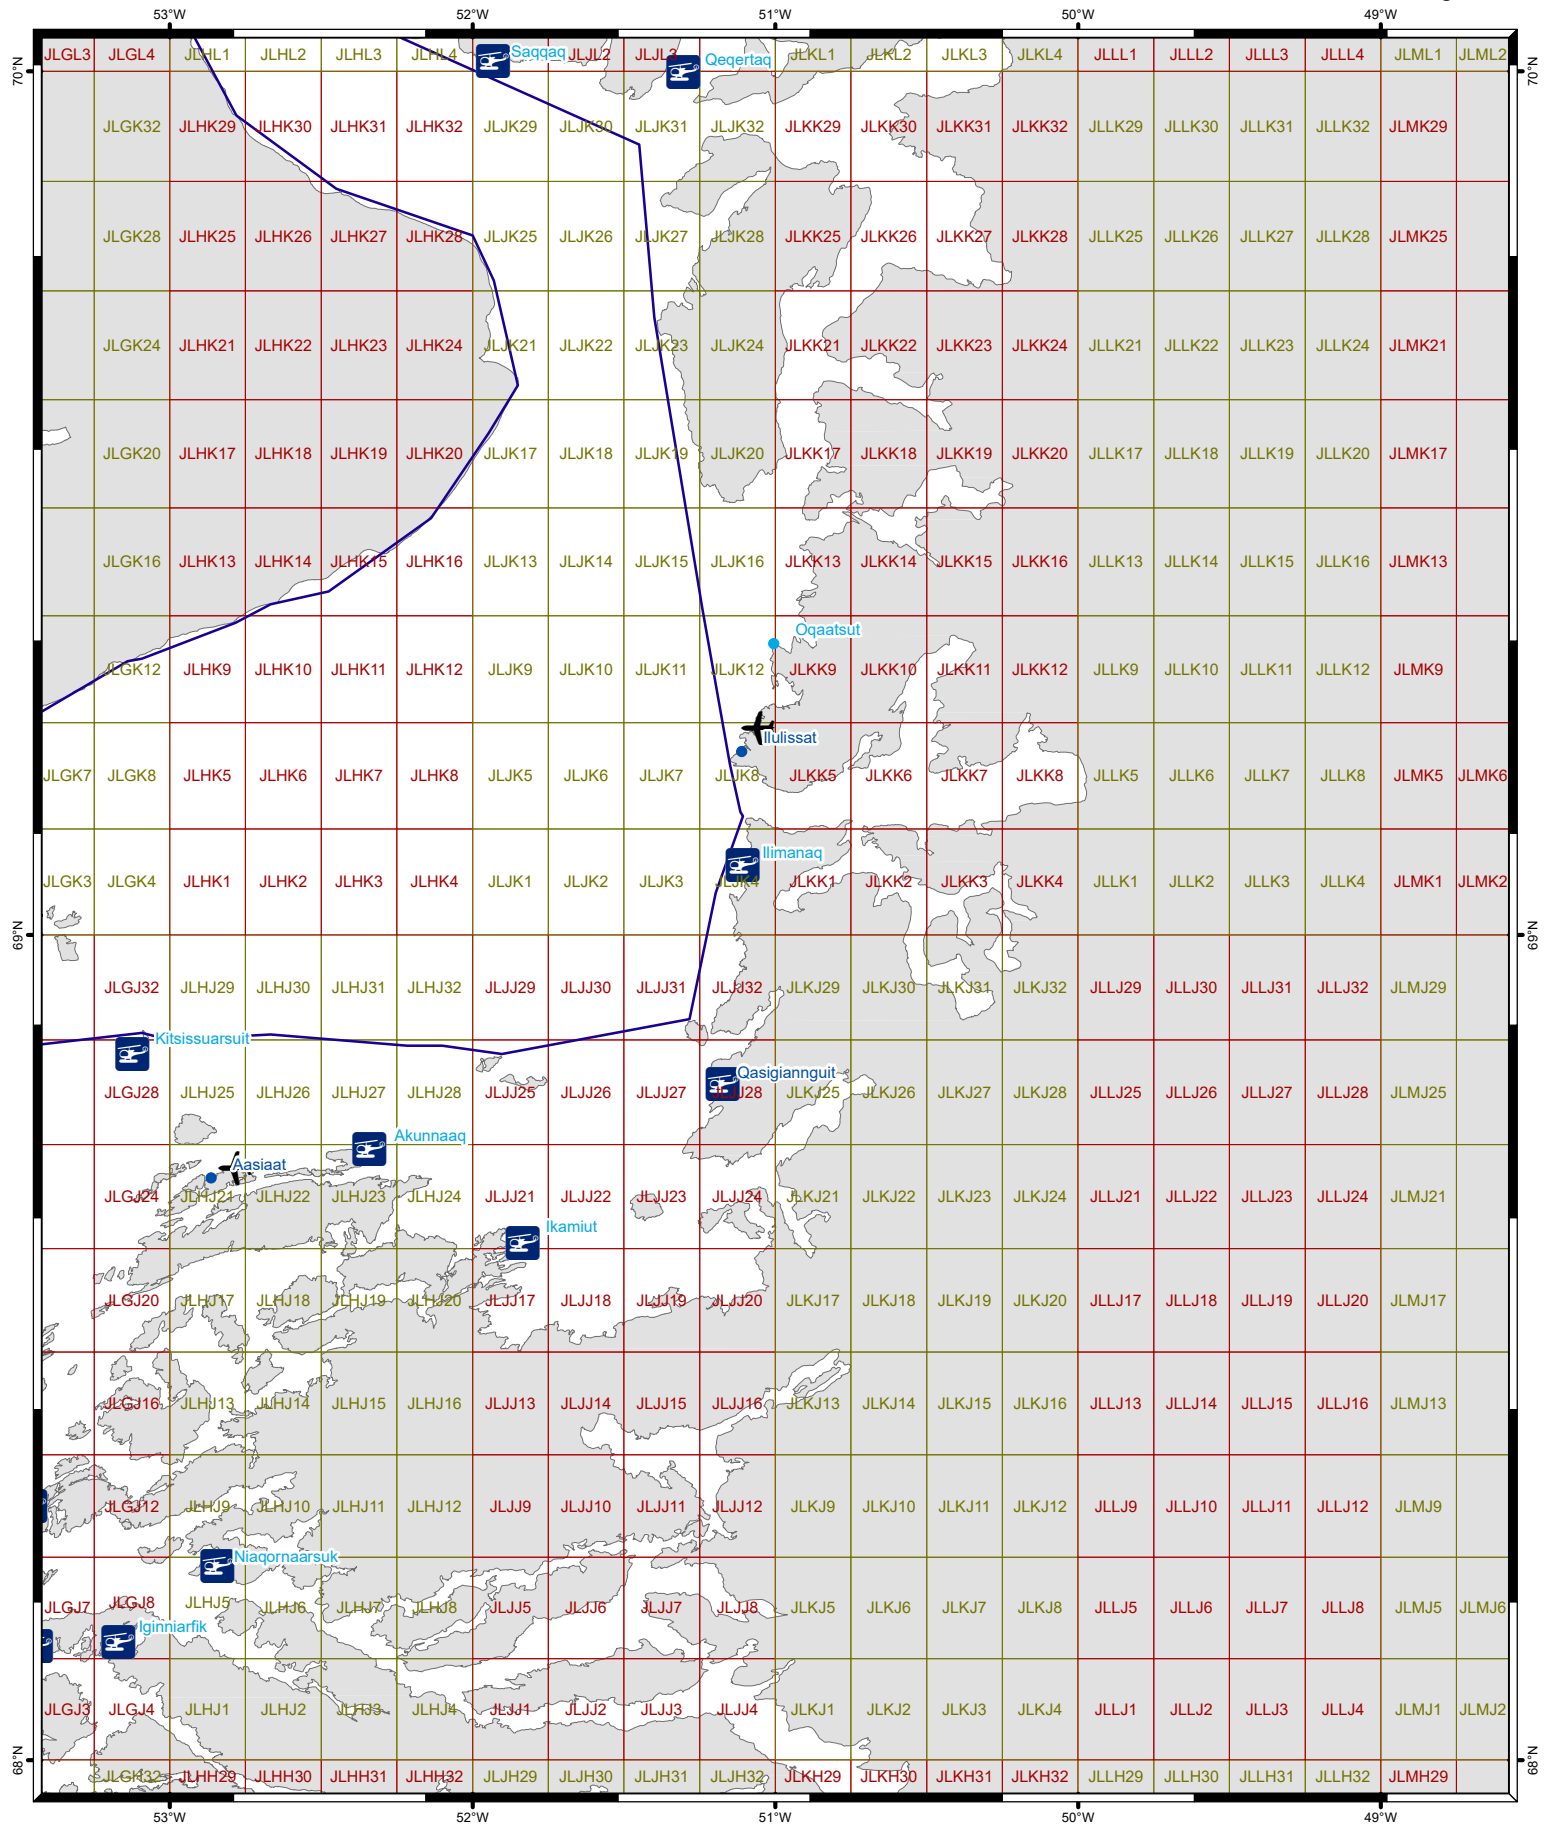 53°W 52°W 51°W 50°W 49°W
Saqqaq
JLGL3 JLGL4 JLHL1 JLHL2 JLHL3 JLHL4 JLJL2 JLJL3 JLKL1 JLKL2 JLKL3 JLKL4 JLLL1 JLLL2 JLLL3 JLLL4 JLML1 JLML2
Qeqertaq
70°N 70°N
JLGK32 JLHK29 JLHK30 JLHK31 JLHK32 JLJK29 JLJK30 JLJK31 JLJK32 JLKK29 JLKK30 JLKK31 JLKK32 JLLK29 JLLK30 JLLK31 JLLK32 JLMK29
JLGK28 JLHK25 JLHK26 JLHK27 JLHK28 JLJK25 JLJK26 JLJK27 JLJK28 JLKK25 JLKK26 JLKK27 JLKK28 JLLK25 JLLK26 JLLK27 JLLK28 JLMK25
JLGK24 JLHK21 JLHK22 JLHK23 JLHK24 JLJK21 JLJK22 JLJK23 JLJK24 JLKK21 JLKK22 JLKK23 JLKK24 JLLK21 JLLK22 JLLK23 JLLK24 JLMK21
JLGK20 JLHK17 JLHK18 JLHK19 JLHK20 JLJK17 JLJK18 JLJK19 JLJK20 JLKK17 JLKK18 JLKK19 JLKK20 JLLK17 JLLK18 JLLK19 JLLK20 JLMK17
JLGK16 JLHK13 JLHK14 JLHK15 JLHK16 JLJK13 JLJK14 JLJK15 JLJK16 JLKK13 JLKK14 JLKK15 JLKK16 JLLK13 JLLK14 JLLK15 JLLK16 JLMK13
Oqaatsut
JLGK12 JLHK9 JLHK10 JLHK11 JLHK12 JLJK9 JLJK10 JLJK11 JLJK12 JLKK9 JLKK10 JLKK11 JLKK12 JLLK9 JLLK10 JLLK11 JLLK12 JLMK9
Ilulissat
JLGK7 JLGK8 JLHK5 JLHK6 JLHK7 JLHK8 JLJK5 JLJK6 JLJK7 JLJK8 JLKK5 JLKK6 JLKK7 JLKK8 JLLK5 JLLK6 JLLK7 JLLK8 JLMK5 JLMK6
Ilimanaq
JLGK3 JLGK4 JLHK1 JLHK2 JLHK3 JLHK4 JLJK1 JLJK2 JLJK3 JLJK4 JLKK1 JLKK2 JLKK3 JLKK4 JLLK1 JLLK2 JLLK3 JLLK4 JLMK1 JLMK2
69°N 69°N
JLGJ32 JLHJ29 JLHJ30 JLHJ31 JLHJ32 JLJJ29 JLJJ30 JLJJ31 JLJJ32 JLKJ29 JLKJ30 JLKJ31 JLKJ32 JLLJ29 JLLJ30 JLLJ31 JLLJ32 JLMJ29
Kitsissuarsuit
Qasigiannguit
JLGJ28 JLHJ25 JLHJ26 JLHJ27 JLHJ28 JLJJ25 JLJJ26 JLJJ27 JLJJ28 JLKJ25 JLKJ26 JLKJ27 JLKJ28 JLLJ25 JLLJ26 JLLJ27 JLLJ28 JLMJ25
Akunnaaq
Aasiaat
JLGJ24 JLHJ21 JLHJ22 JLHJ23 JLHJ24 JLJJ21 JLJJ22 JLJJ23 JLJJ24 JLKJ21 JLKJ22 JLKJ23 JLKJ24 JLLJ21 JLLJ22 JLLJ23 JLLJ24 JLMJ21
Ikamiut
JLGJ20 JLHJ17 JLHJ18 JLHJ19 JLHJ20 JLJJ17 JLJJ18 JLJJ19 JLJJ20 JLKJ17 JLKJ18 JLKJ19 JLKJ20 JLLJ17 JLLJ18 JLLJ19 JLLJ20 JLMJ17
JLGJ16 JLHJ13 JLHJ14 JLHJ15 JLHJ16 JLJJ13 JLJJ14 JLJJ15 JLJJ16 JLKJ13 JLKJ14 JLKJ15 JLKJ16 JLLJ13 JLLJ14 JLLJ15 JLLJ16 JLMJ13
JLGJ12 JLHJ9 JLHJ10 JLHJ11 JLHJ12 JLJJ9 JLJJ10 JLJJ11 JLJJ12 JLKJ9 JLKJ10 JLKJ11 JLKJ12 JLLJ9 JLLJ10 JLLJ11 JLLJ12 JLMJ9
Niaqornaarsuk
JLGJ7 JLGJ8 JLHJ5 JLHJ6 JLHJ7 JLHJ8 JLJJ5 JLJJ6 JLJJ7 JLJJ8 JLKJ5 JLKJ6 JLKJ7 JLKJ8 JLLJ5 JLLJ6 JLLJ7 JLLJ8 JLMJ5 JLMJ6
Iginniarfik
JLGJ3 JLGJ4 JLHJ1 JLHJ2 JLHJ3 JLHJ4 JLJJ1 JLJJ2 JLJJ3 JLJJ4 JLKJ1 JLKJ2 JLKJ3 JLKJ4 JLLJ1 JLLJ2 JLLJ3 JLLJ4 JLMJ1 JLMJ2
68°N 68°N
JLGH32 JLHH29 JLHH30 JLHH31 JLHH32 JLJH29 JLJH30 JLJH31 JLJH32 JLKH29 JLKH30 JLKH31 JLKH32 JLLH29 JLLH30 JLLH31 JLLH32 JLMH29
53°W 52°W 51°W 50°W 49°W